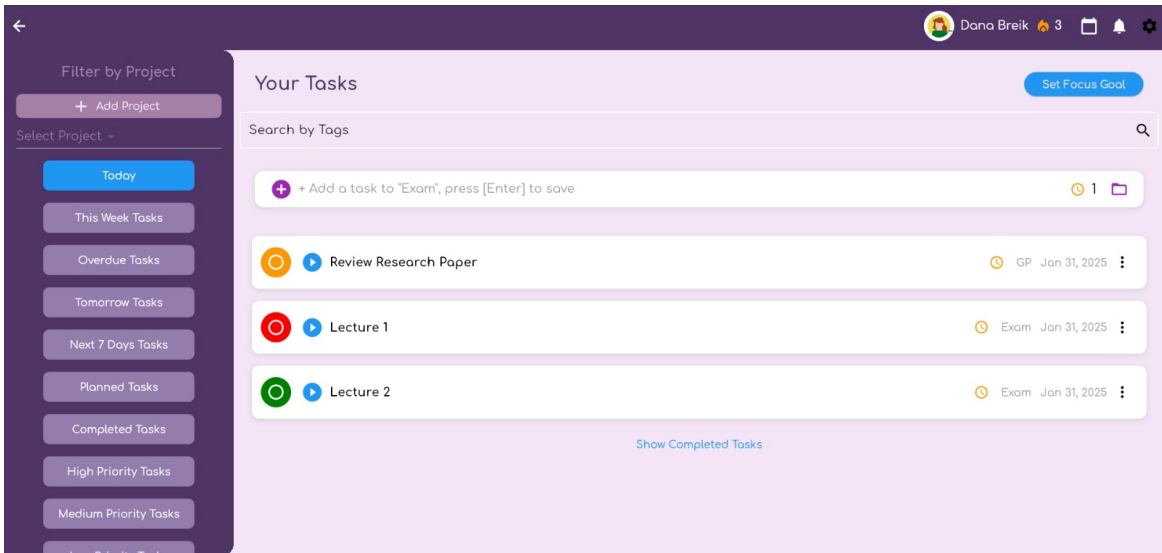 Dana Breik 3
Filter by Project
+ Add Project
Select Project
Today
This Week Tasks
Overdue Tasks
Tomorrow Tasks
Next 7 Days Tasks
Planned Tasks
Completed Tasks
High Priority Tasks
Medium Priority Tasks
Your Tasks
Set Focus Goal
Search by Tags
+ Add a task to "Exam", press [Enter] to save 1
Review Research Paper GP Jan 31, 2025
Lecture 1 Exam Jan 31, 2025
Lecture 2 Exam Jan 31, 2025
Show Completed Tasks